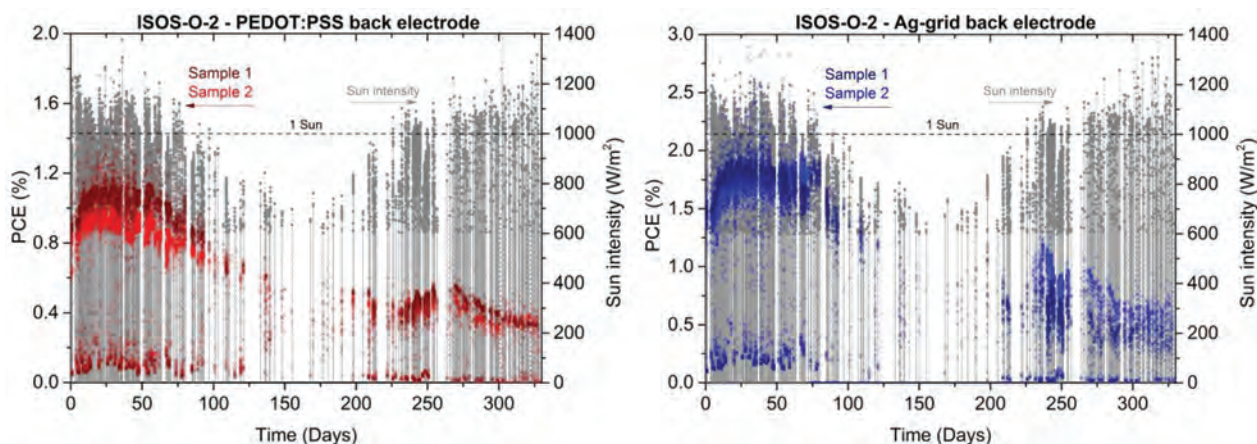 ISOS-O-2 - PEDOT:PSS back electrode
2.0
1.6
1.2
0.8
0.4
0.0
PCE (%)
1400
1200
1000
800
600
400
200
0
Sun intensity (W/m²)
Sample 1
Sample 2
Sun intensity
1 Sun
0 50 100 150 200 250 300
Time (Days)
ISOS-O-2 - Ag-grid back electrode
3.0
2.5
2.0
1.5
1.0
0.5
0.0
PCE (%)
1400
1200
1000
800
600
400
200
0
Sun intensity (W/m²)
Sample 1
Sample 2
Sun intensity
1 Sun
0 50 100 150 200 250 300
Time (Days)